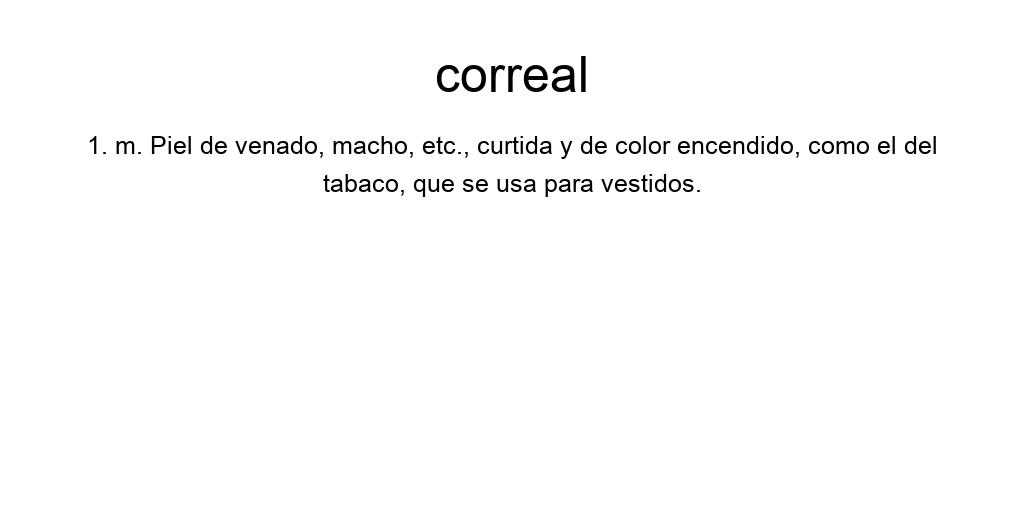 correal
1. m. Piel de venado, macho, etc., curtida y de color encendido, como el del
tabaco, que se usa para vestidos.